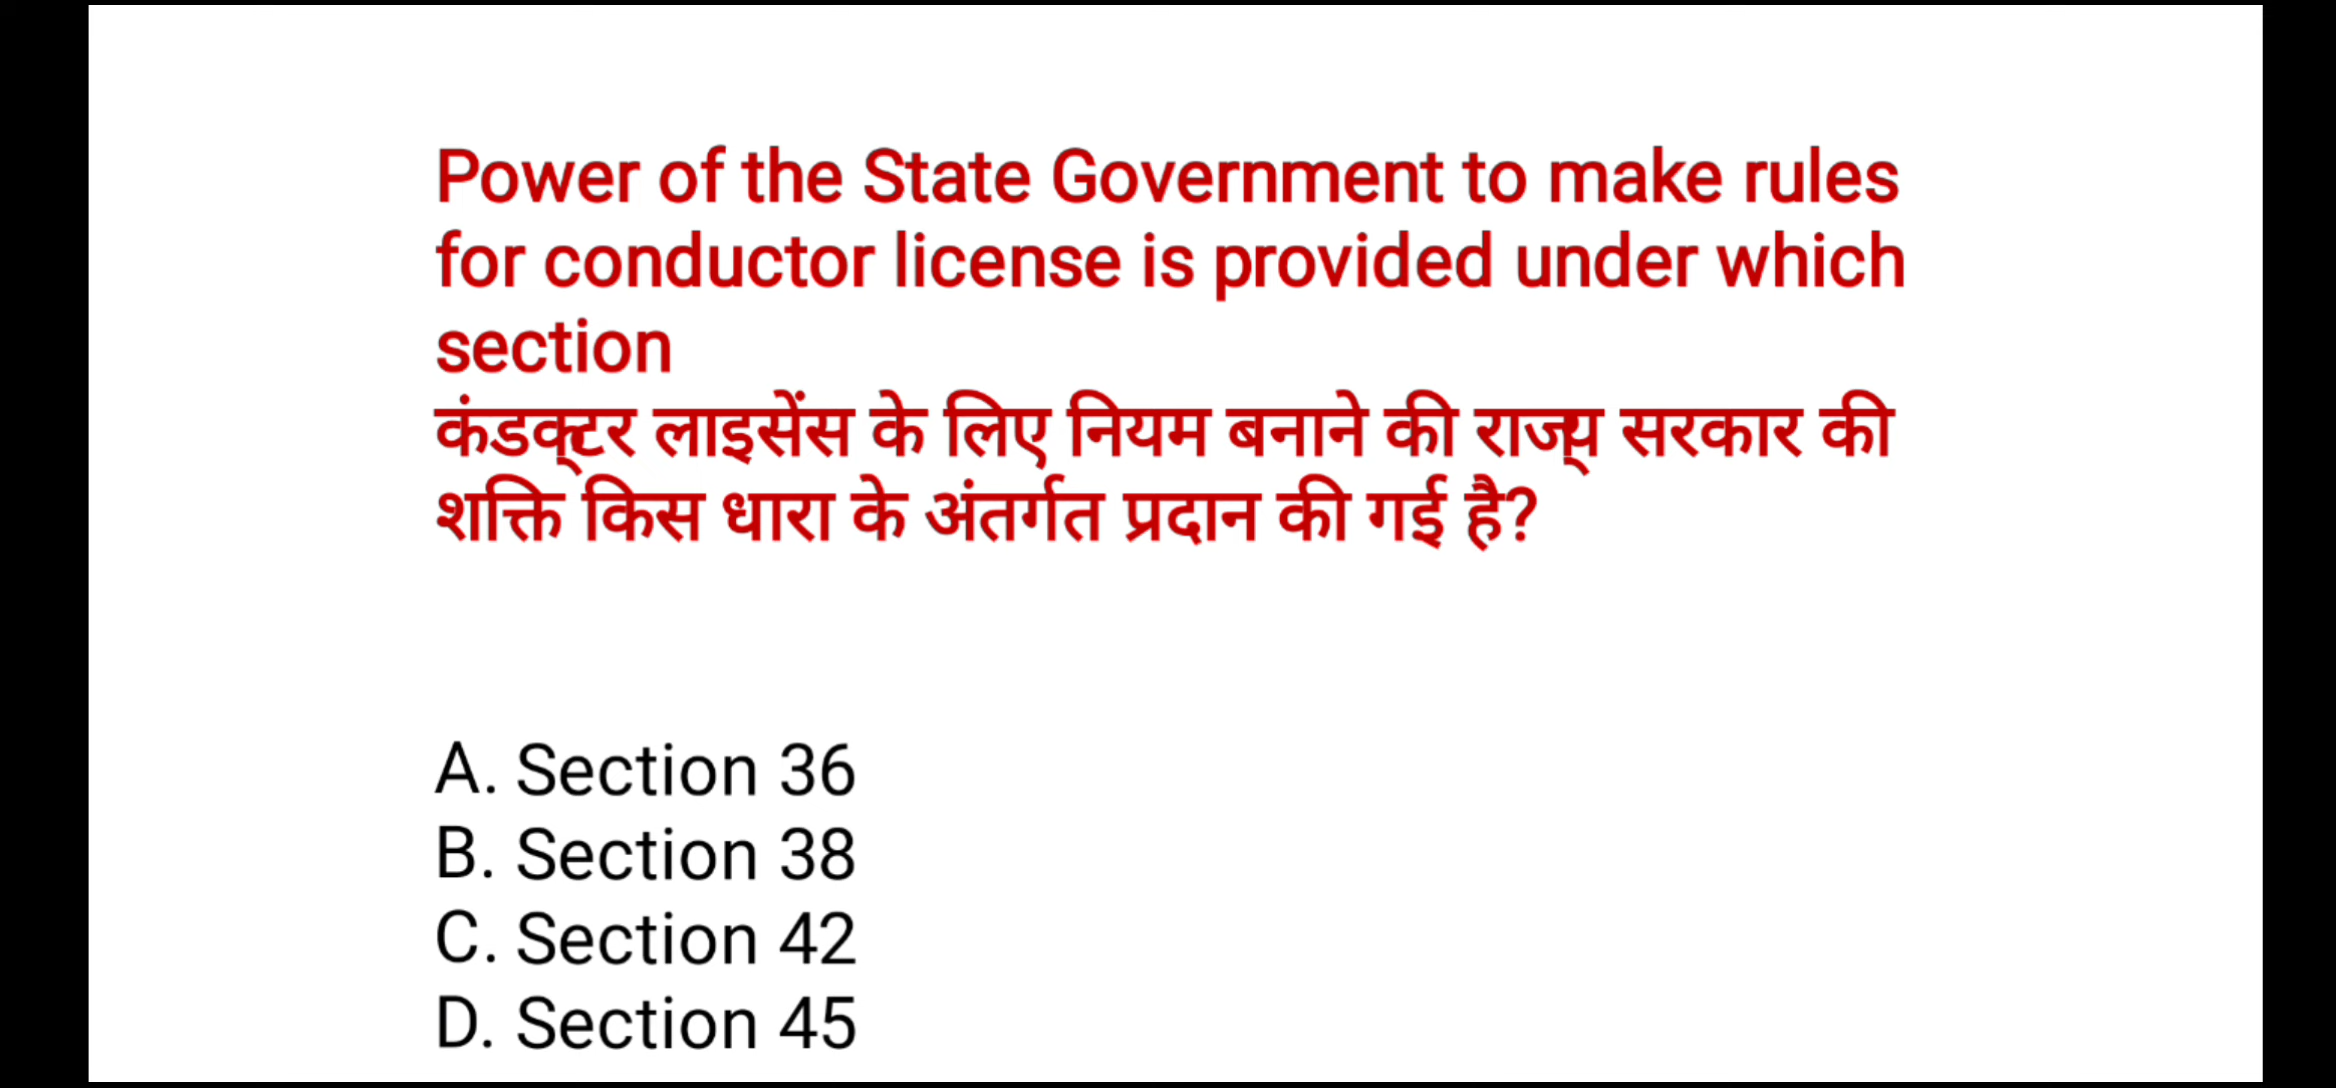 Power of the State Government to make rules
for conductor license is provided under which
section
कंडक्टर लाइसेंस के लिए नियम बनाने की राज्य सरकार की
शक्ति किस धारा के अंतर्गत प्रदान की गई है?
A. Section 36
B. Section 38
C. Section 42
D. Section 45